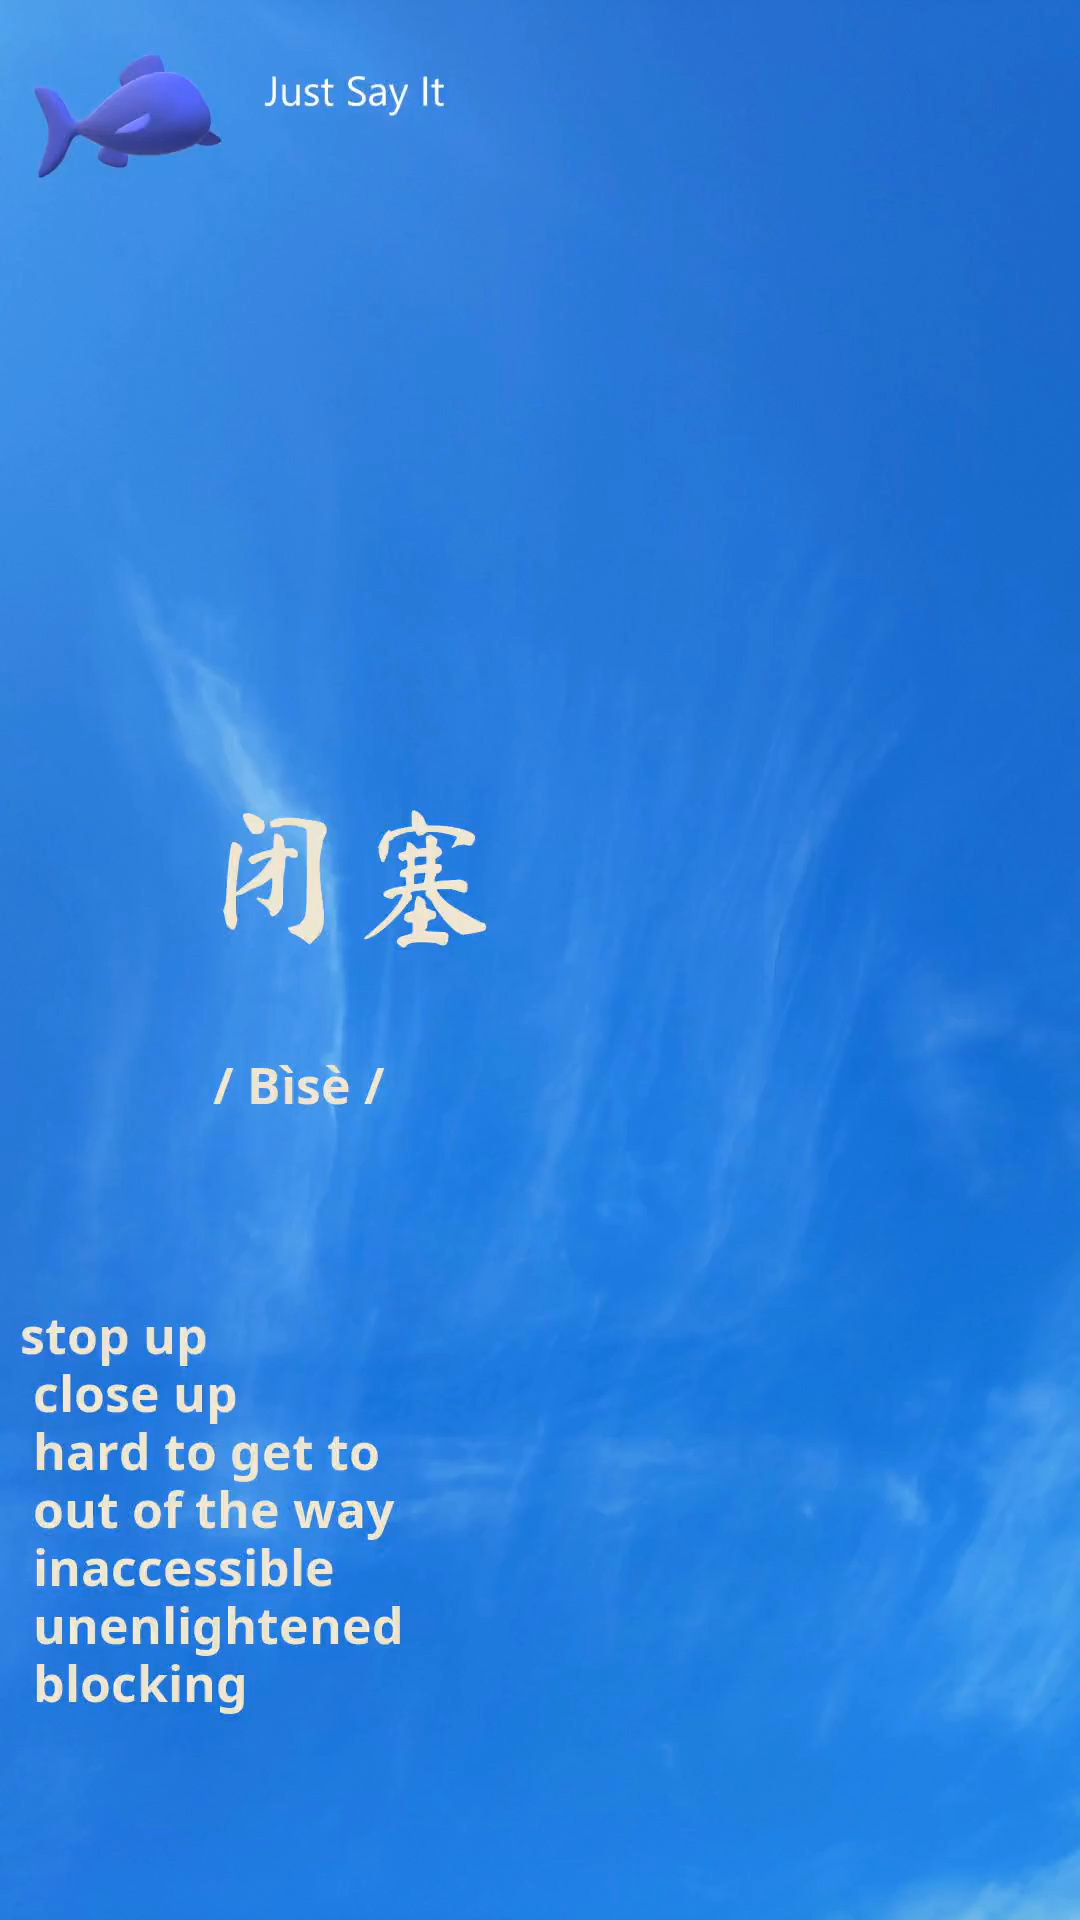 Just Say It
闭塞
/ Bìsè /
stop up
close up
hard to get to
out of the way
inaccessible
unenlightened
blocking